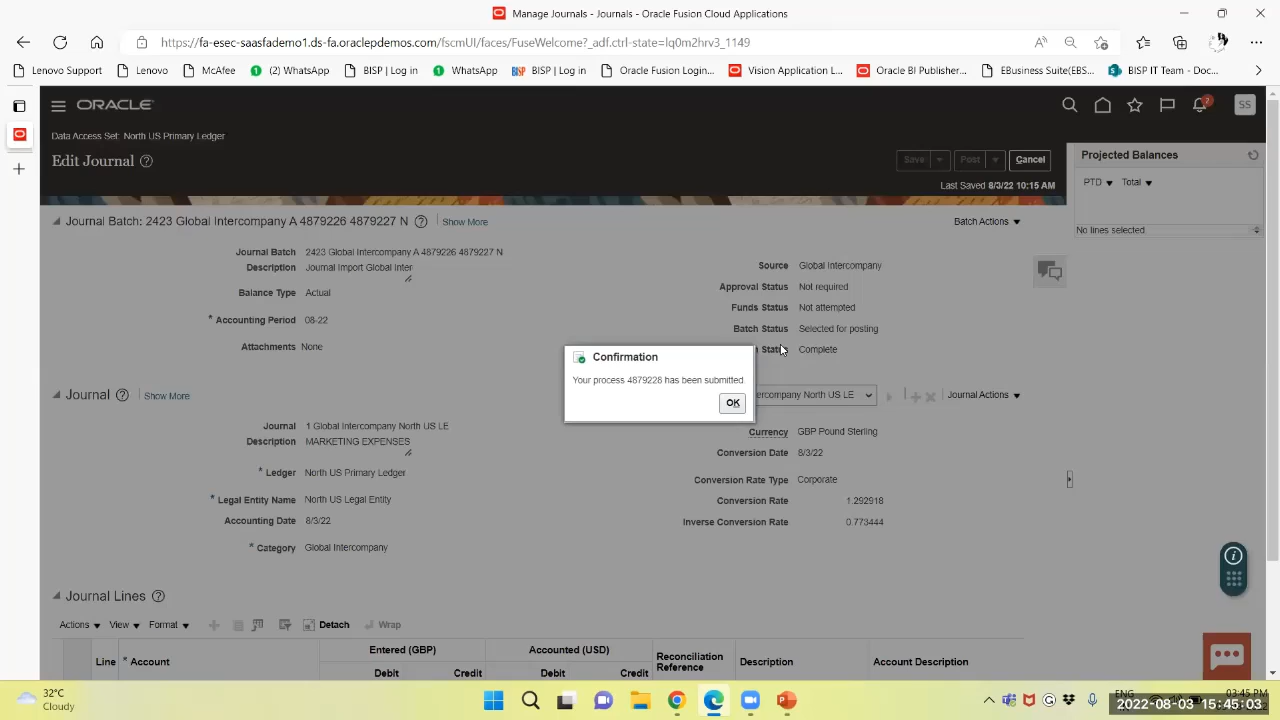 Manage Journals - Journals - Oracle Fusion Cloud Applications
https://fa-esec-saasfademo1.ds-fa.oraclepdemos.com/fscmUI/faces/FuseWelcome?_adf.ctrl-state=lq0m2hrv3_1149
Lenovo Support Lenovo McAfee (2) WhatsApp BISP | Log in WhatsApp BISP | Log in Oracle Fusion Login... Vision Application L... Oracle BI Publisher... EBusiness Suite(EBS... BISP IT Team - Doc...
ORACLE 2 SS
Data Access Set: North US Primary Ledger
Edit Journal Save Post Cancel
Last Saved 8/3/22 10:15 AM
Projected Balances
PTD Total
No lines selected
Journal Batch: 2423 Global Intercompany A 4879226 4879227 N Show More Batch Actions
Journal Batch 2423 Global Intercompany A 4879226 4879227 N
Description Journal Import Global Inter
Balance Type Actual
* Accounting Period 08-22
Attachments None
Source Global Intercompany
Approval Status Not required
Funds Status Not attempted
Batch Status Selected for posting
Complete
Confirmation
Your process 4879228 has been submitted.
OK
Journal Show More
ercompany North US LE Journal Actions
Journal 1 Global Intercompany North US LE
Description MARKETING EXPENSES
* Ledger North US Primary Ledger
* Legal Entity Name North US Legal Entity
Accounting Date 8/3/22
* Category Global Intercompany
Currency GBP Pound Sterling
Conversion Date 8/3/22
Conversion Rate Type Corporate
Conversion Rate 1.292918
Inverse Conversion Rate 0.773444
Journal Lines
Actions View Format Detach Wrap
Entered (GBP) Accounted (USD)
Line * Account Debit Credit Debit Credit Reconciliation Reference Description Account Description
32°C
Cloudy
ENG
03:45 PM
2022-08-03 15:45:03